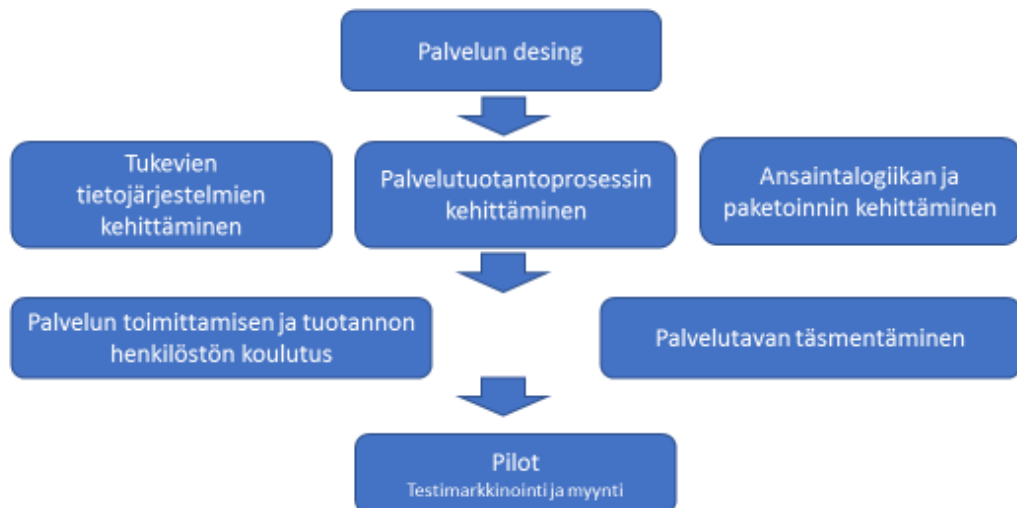 Palvelun desing
Tukevien
tietojärjestelmien
kehittäminen
Palvelutuotantoprosessin
kehittäminen
Ansaintalogiikan ja
paketoinnin kehittäminen
Palvelun toimittamisen ja tuotannon
henkilöstön koulutus
Palvelutavan täsmentäminen
Pilot
Testimarkkinointi ja myynti